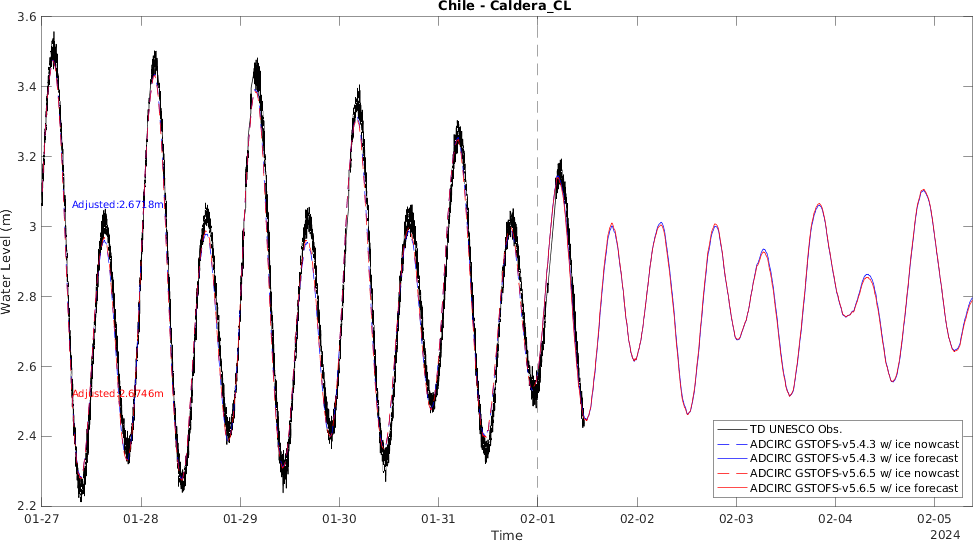 Chile - Caldera_CL
3.6
3.4
3.2
3
2.8
2.6
2.4
2.2
Water Level (m)
Adjusted:2.6718m
Adjusted:2.6746m
TD UNESCO Obs.
ADCIRC GSTOFS-v5.4.3 w/ ice nowcast
ADCIRC GSTOFS-v5.4.3 w/ ice forecast
ADCIRC GSTOFS-v5.6.5 w/ ice nowcast
ADCIRC GSTOFS-v5.6.5 w/ ice forecast
01-27 01-28 01-29 01-30 01-31 02-01 02-02 02-03 02-04 02-05
Time 2024